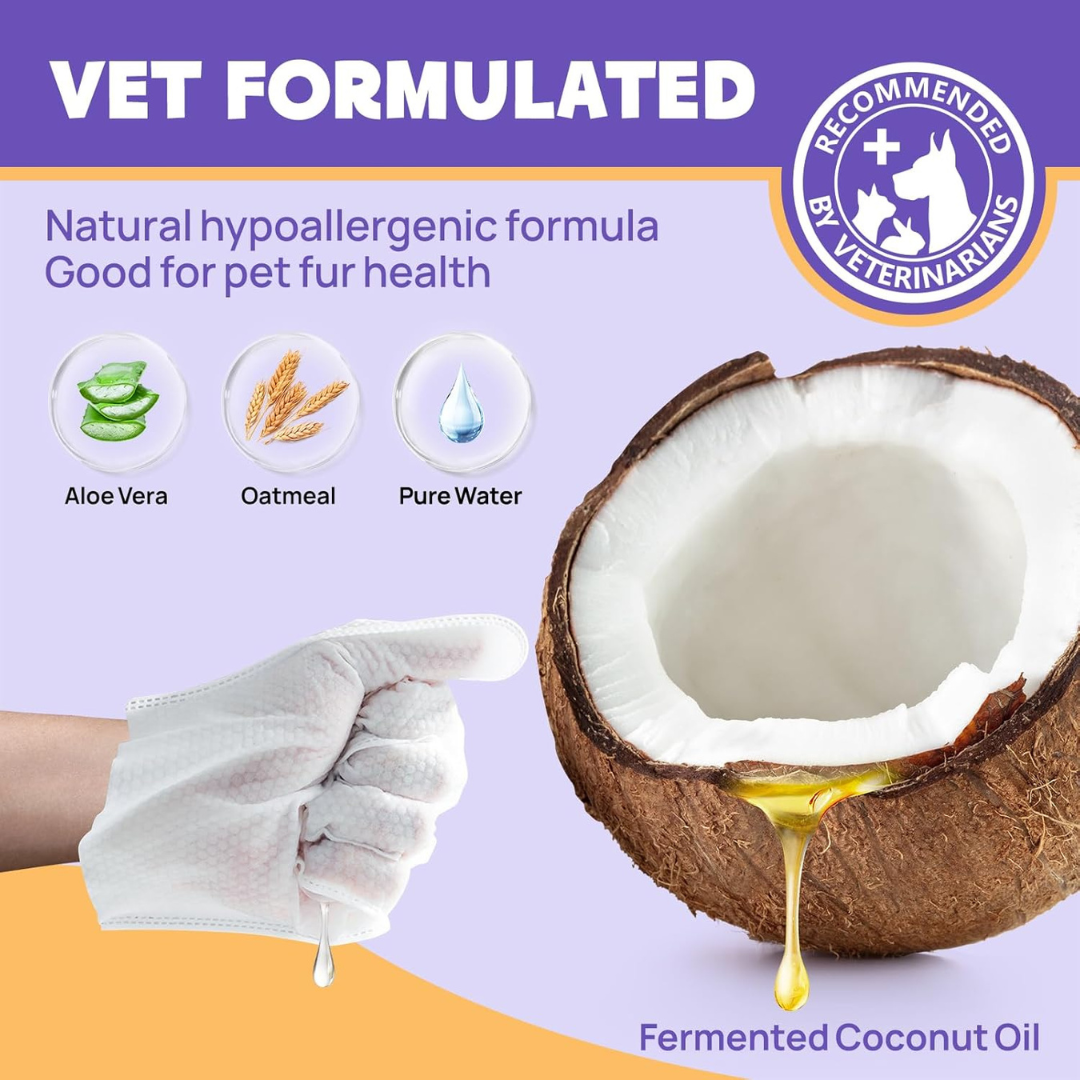 VET FORMULATED
RECOMMENDED
BY VETERINARIANS
Natural hypoallergenic formula
Good for pet fur health
Aloe Vera
Oatmeal
Pure Water
Fermented Coconut Oil